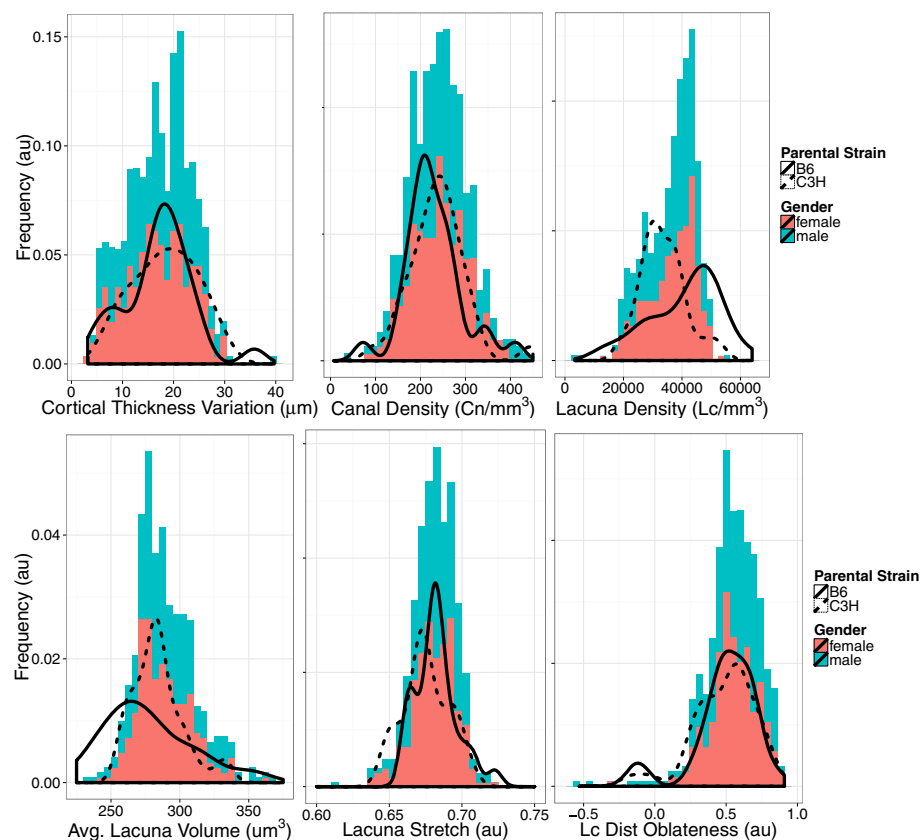 Frequency (au)
0.15
0.10
0.05
0.00
0 10 20 30 40
Cortical Thickness Variation (μm)
0 100 200 300 400
Canal Density (Cn/mm³)
0 20000 40000 60000
Lacuna Density (Lc/mm³)
Parental Strain
B6
C3H
Gender
female
male
Frequency (au)
0.04
0.02
0.00
250 300 350
Avg. Lacuna Volume (um³)
0.60 0.65 0.70 0.75
Lacuna Stretch (au)
−0.5 0.0 0.5 1.0
Lc Dist Oblateness (au)
Parental Strain
B6
C3H
Gender
female
male